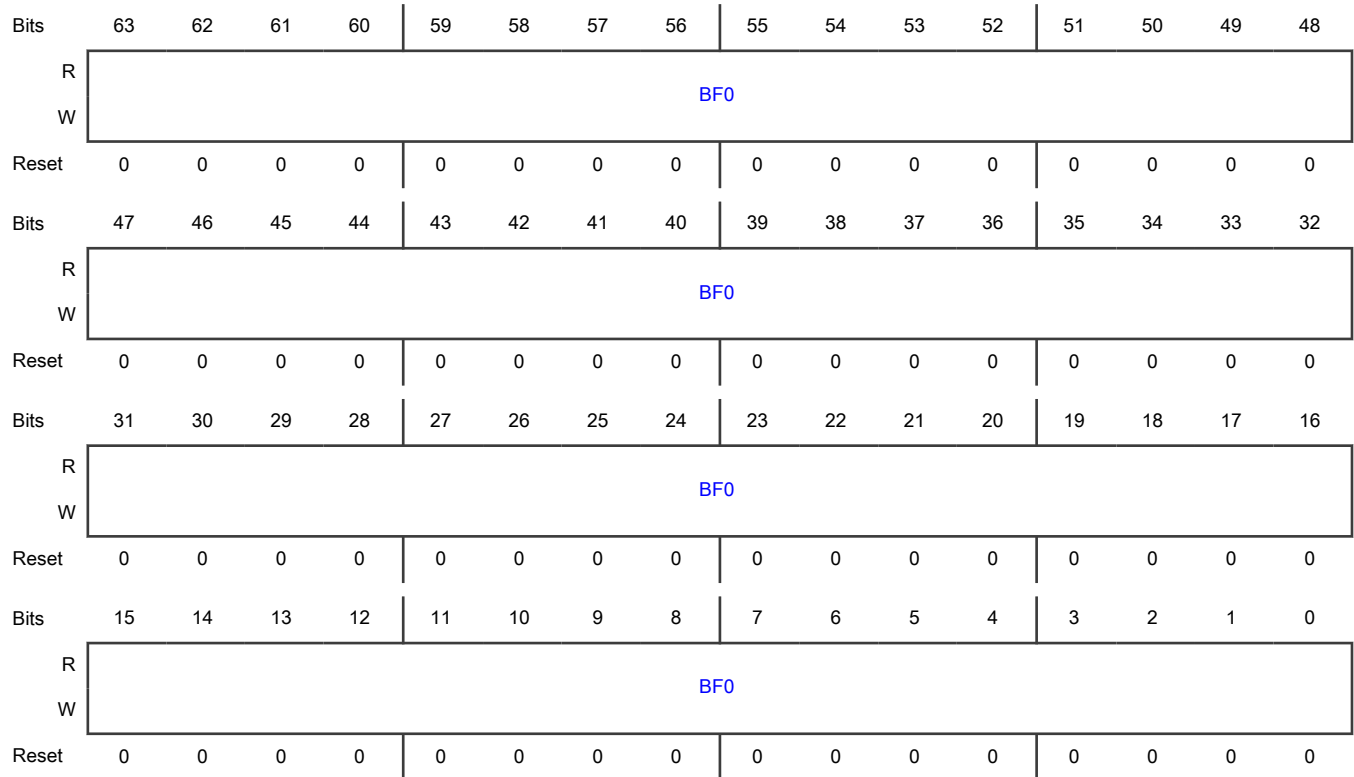 Bits 63 62 61 60 59 58 57 56 55 54 53 52 51 50 49 48
R
BF0
W
Reset 0 0 0 0 0 0 0 0 0 0 0 0 0 0 0 0
Bits 47 46 45 44 43 42 41 40 39 38 37 36 35 34 33 32
R
BF0
W
Reset 0 0 0 0 0 0 0 0 0 0 0 0 0 0 0 0
Bits 31 30 29 28 27 26 25 24 23 22 21 20 19 18 17 16
R
BF0
W
Reset 0 0 0 0 0 0 0 0 0 0 0 0 0 0 0 0
Bits 15 14 13 12 11 10 9 8 7 6 5 4 3 2 1 0
R
BF0
W
Reset 0 0 0 0 0 0 0 0 0 0 0 0 0 0 0 0